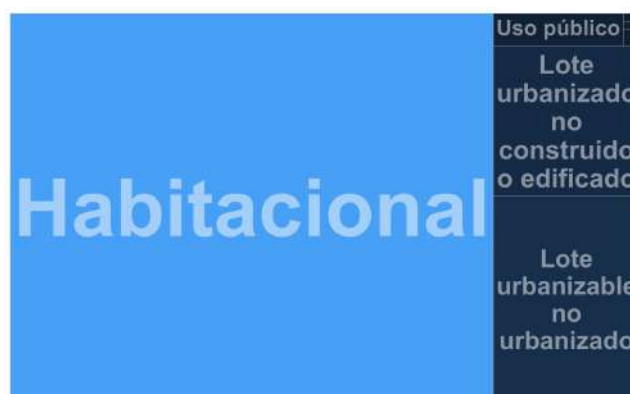 Habitacional
Uso público
Lote
urbanizado
no
construido
o edificado
Lote
urbanizable
no
urbanizado